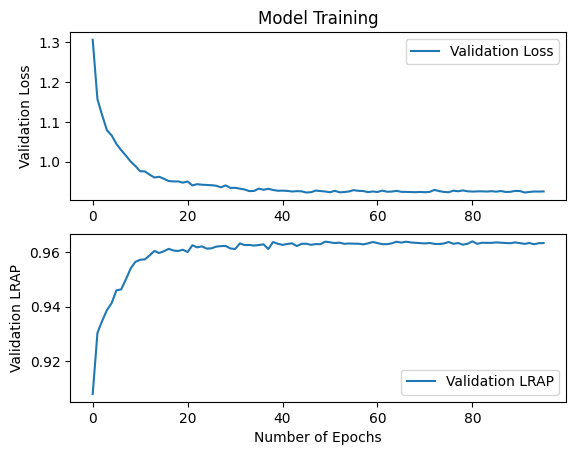 Model Training
Validation Loss
1.3
1.2
1.1
1.0
Validation Loss
0
20
40
60
80
Validation LRAP
0.96
0.94
0.92
Validation LRAP
0
20
40
60
80
Number of Epochs